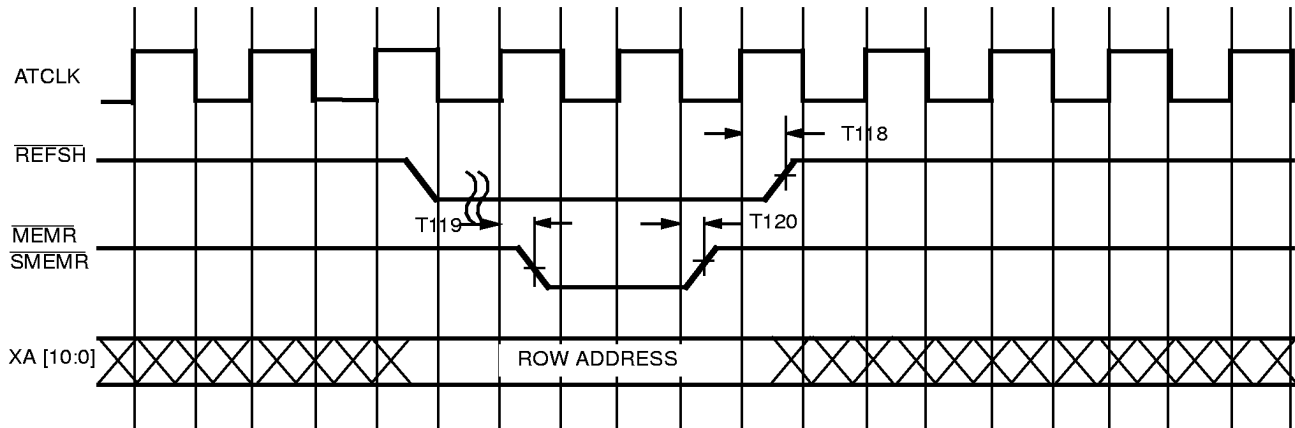 ATCLK
T118
REFSH
T119
T120
MEMR
SMEMR
XA [10:0]
ROW ADDRESS